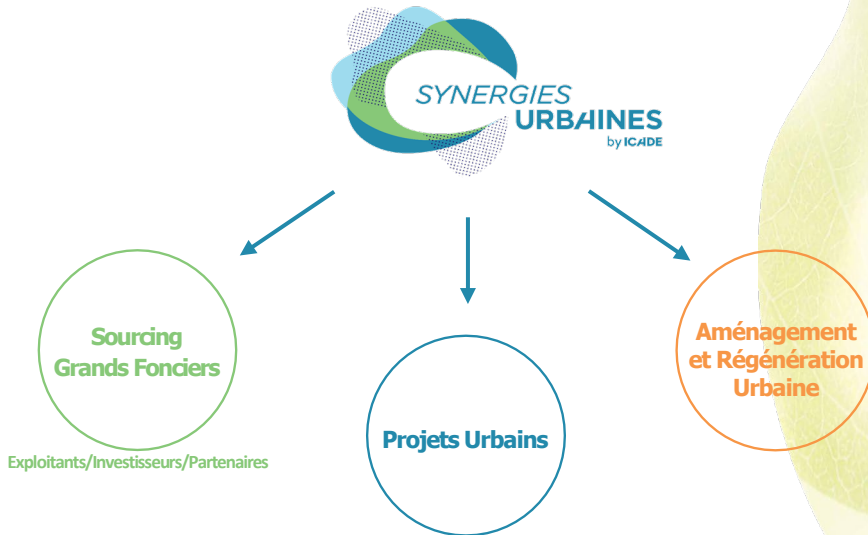 SYNERGIES
URBAINES
by ICADE
Sourcing
Grands Fonciers
Exploitants/Investisseurs/Partenaires
Projets Urbains
Aménagement
et Régénération
Urbaine